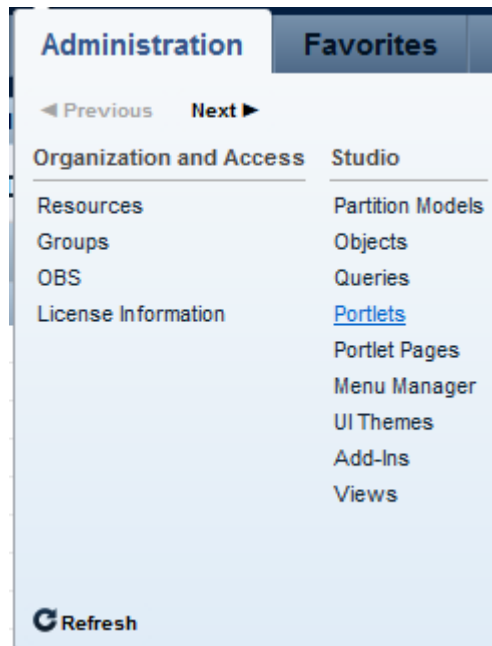 Administration Favorites
◀ Previous Next ▶
Organization and Access Studio
Resources Partition Models
Groups Objects
OBS Queries
License Information Portlets
Portlet Pages
Menu Manager
UI Themes
Add-Ins
Views
Refresh